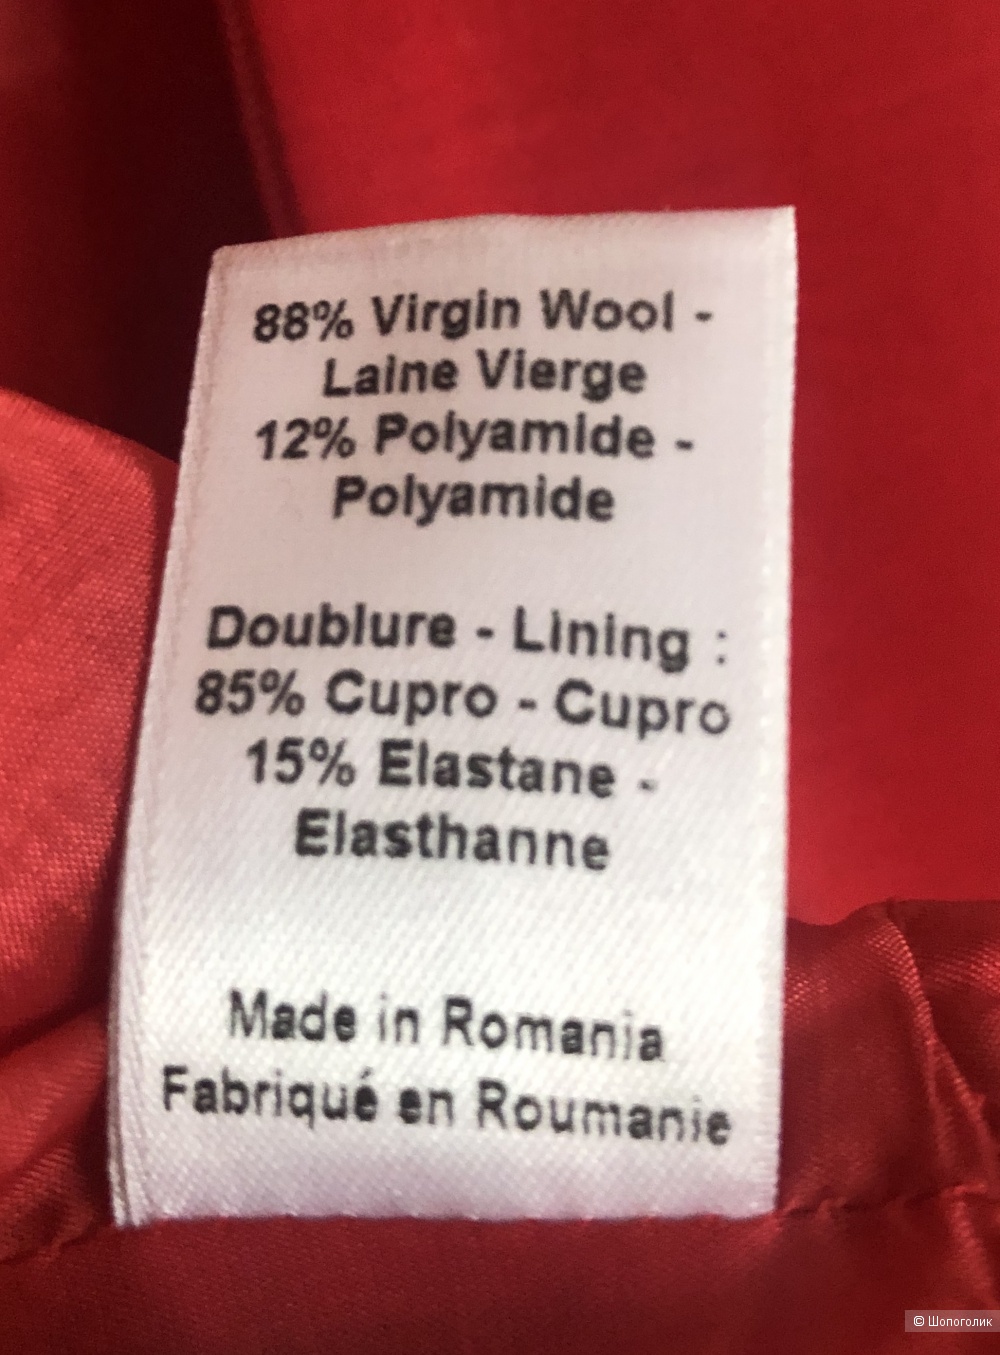 88% Virgin Wool -
Laine Vierge
12% Polyamide -
Polyamide
Doublure - Lining :
85% Cupro - Cupro
15% Elastane -
Elasthanne
Made in Romania
Fabriqué en Roumanie
© Шопоголик